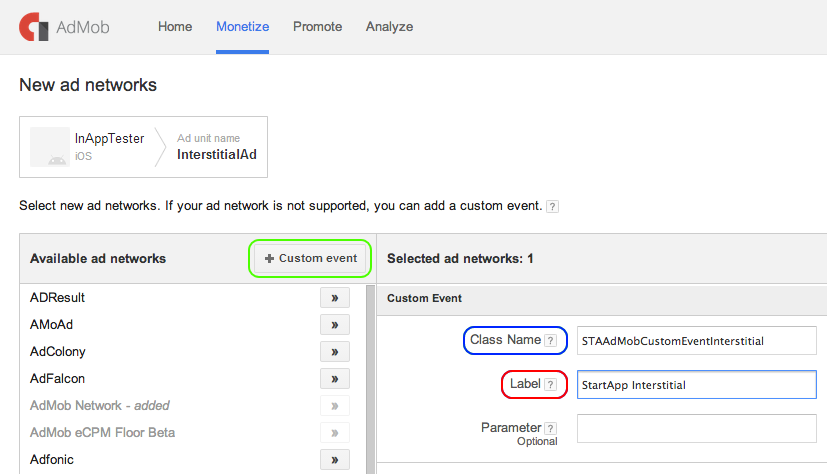 AdMob Home Monetize Promote Analyze
New ad networks
InAppTester
iOS
Ad unit name
InterstitialAd
Select new ad networks. If your ad network is not supported, you can add a custom event. ?
Available ad networks + Custom event Selected ad networks: 1
ADResult »
AMoAd »
AdColony »
AdFalcon »
AdMob Network - added »
AdMob eCPM Floor Beta »
Adfonic »
Custom Event
Class Name ? STAAdMobCustomEventInterstitial
Label ? StartApp Interstitial
Parameter ?
Optional